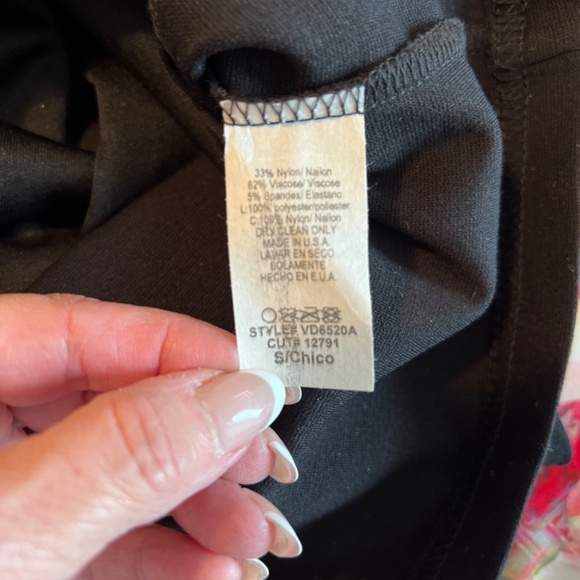 33% Nylon/ Nailon
62% Viscose/ Viscose
5% Spandex/ Elastano
L:100% polyester/poliester
C:100% Nylon/ Nailon
DRY CLEAN ONLY
MADE IN U.S.A.
LAVAR EN SECO
SOLAMENTE
HECHO EN E.U.A.
STYLE# VD6520A
CUT# 12791
S/Chico